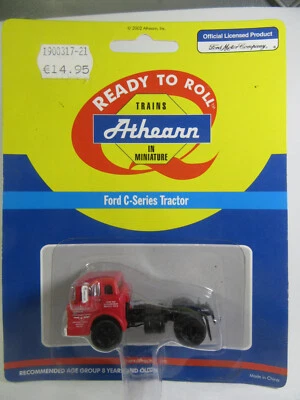 © 2003 Athearn, Inc.
Official Licensed Product
Ford Motor Company,
1900317-21
€14.95
READY TO ROLL
TRAINS
Athearn
IN
MINIATURE
Ford C-Series Tractor
RECOMMENDED AGE GROUP 8 YEARS AND OLDER
Made in China